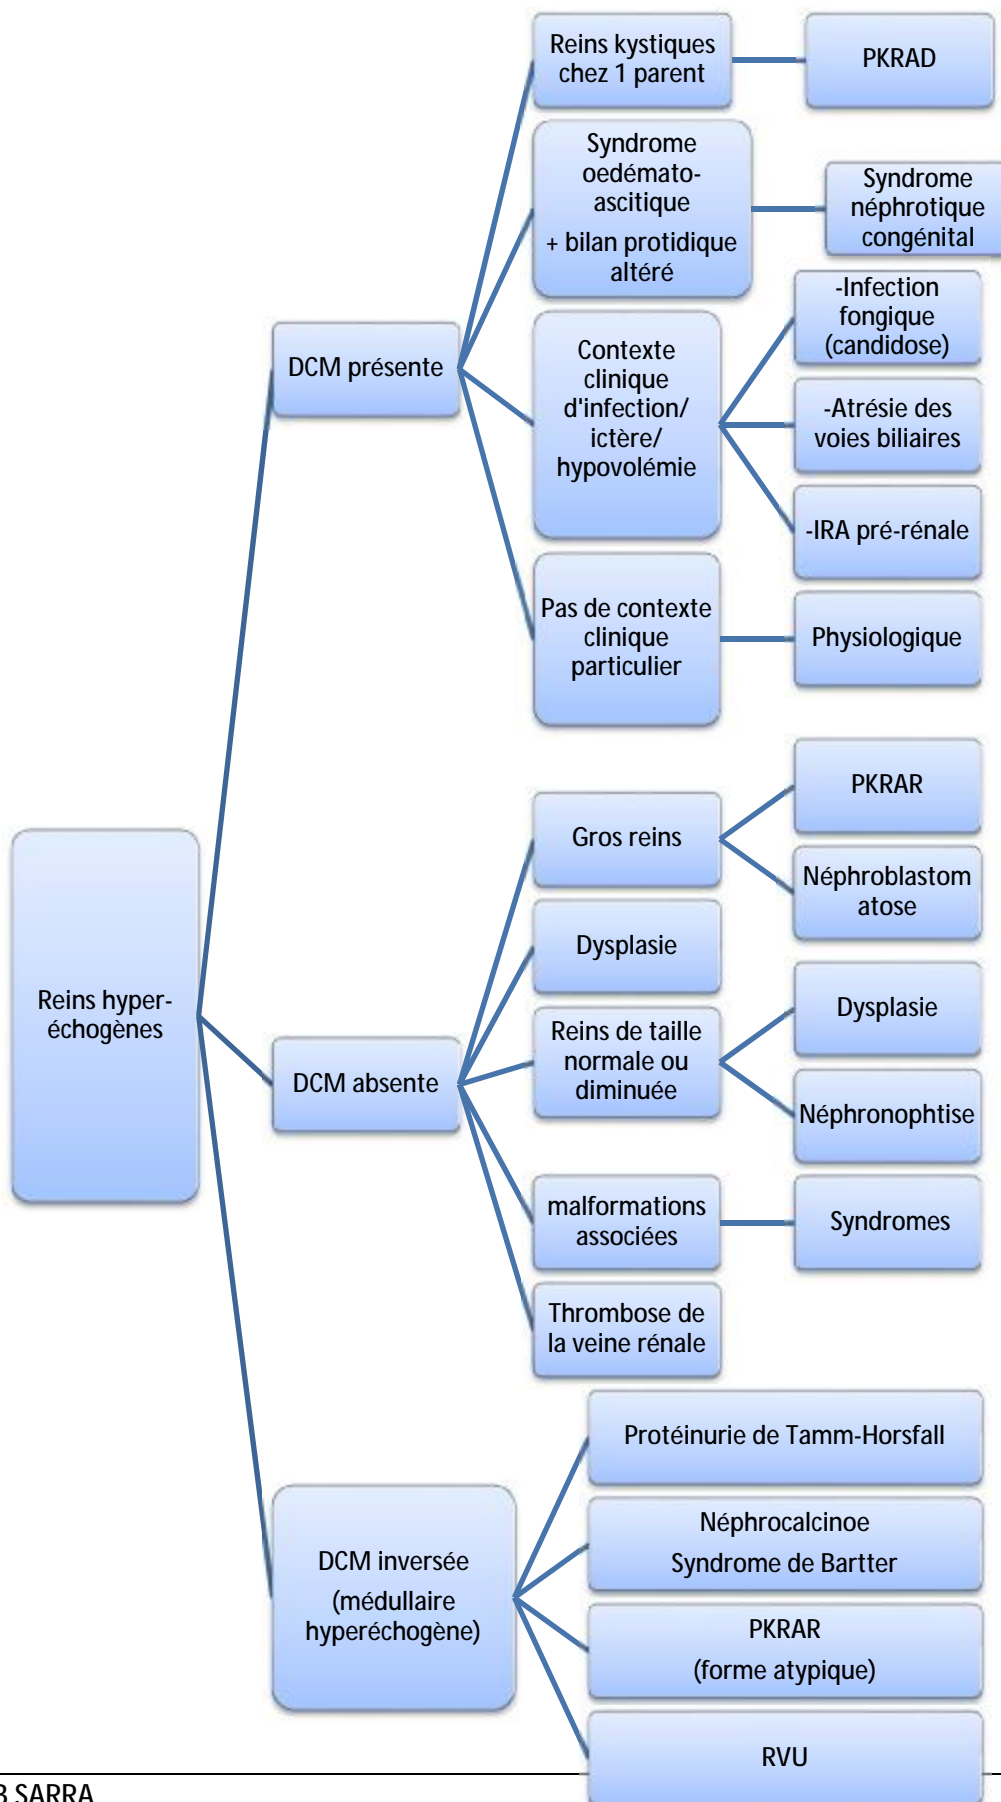 Reins kystiques
chez 1 parent
PKRAD
Syndrome
oedémato-
ascitique
+ bilan protidique
altéré
Syndrome
néphrotique
congénital
DCM présente
Contexte
clinique
d'infection/
ictère/
hypovolémie
-Infection
fongique
(candidose)
-Atrésie des
voies biliaires
-IRA pré-rénale
Pas de contexte
clinique
particulier
Physiologique
Reins hyper-
échogènes
DCM absente
Gros reins
PKRAR
Néphroblastom
atose
Dysplasie
Reins de taille
normale ou
diminuée
Dysplasie
Néphronophtise
malformations
associées
Syndromes
Thrombose de
la veine rénale
DCM inversée
(médullaire
hyperéchogène)
Protéinurie de Tamm-Horsfall
Néphrocalcinoe
Syndrome de Bartter
PKRAR
(forme atypique)
RVU
SARRA